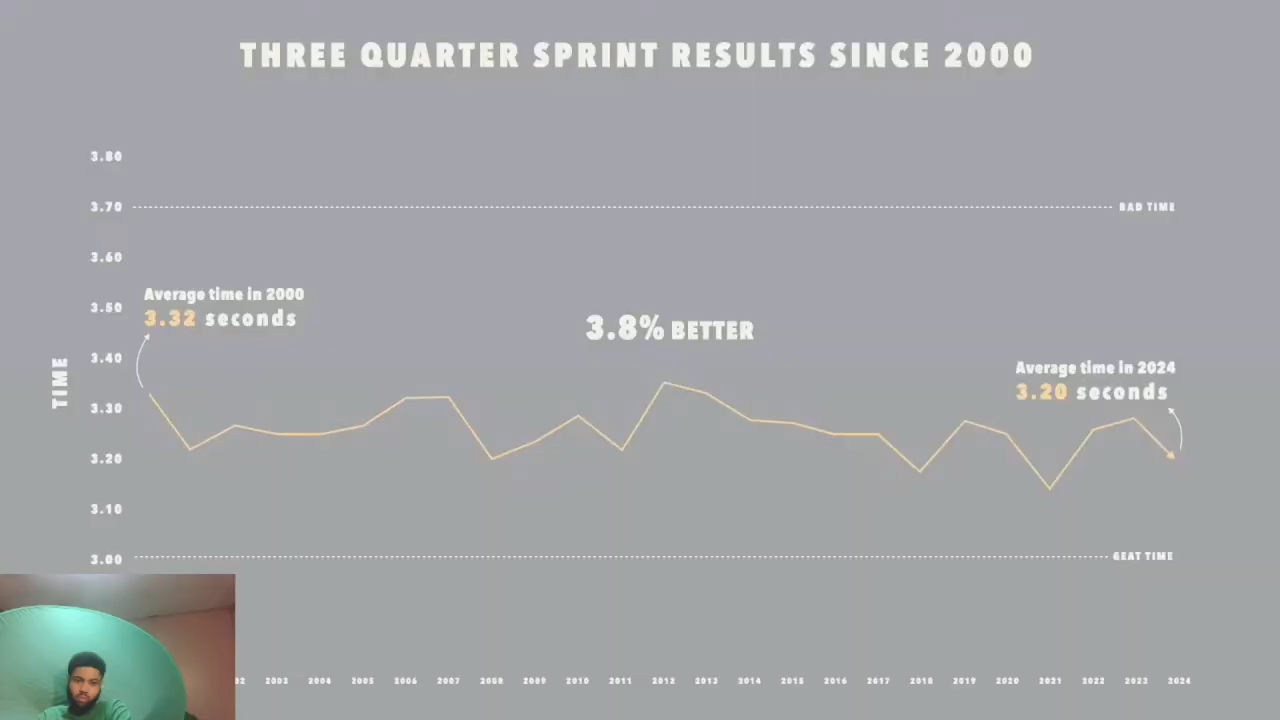 THREE QUARTER SPRINT RESULTS SINCE 2000
3.80
3.70
BAD TIME
3.60
Average time in 2000
3.50
3.32 seconds
3.8% BETTER
3.40
Average time in 2024
3.20 seconds
TIME
3.30
3.20
3.10
3.00
GEAT TIME
02 2003 2004 2005 2006 2007 2008 2009 2010 2011 2012 2013 2014 2015 2016 2017 2018 2019 2020 2021 2022 2023 2024